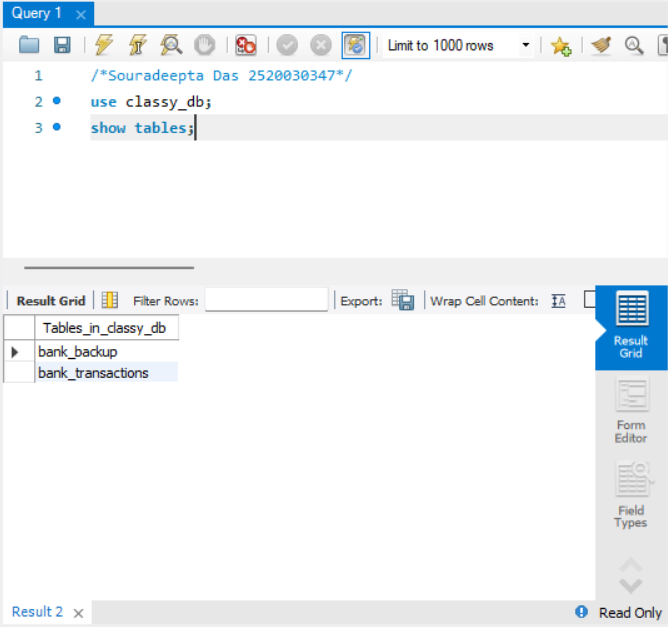 Query 1
Limit to 1000 rows
1 /*Souradeepta Das 2520030347*/
2 use classy_db;
3 show tables;
Result Grid Filter Rows: Export: Wrap Cell Content: IA
Tables_in_classy_db
bank_backup
bank_transactions
Result
Grid
Form
Editor
Field
Types
Result 2 Read Only